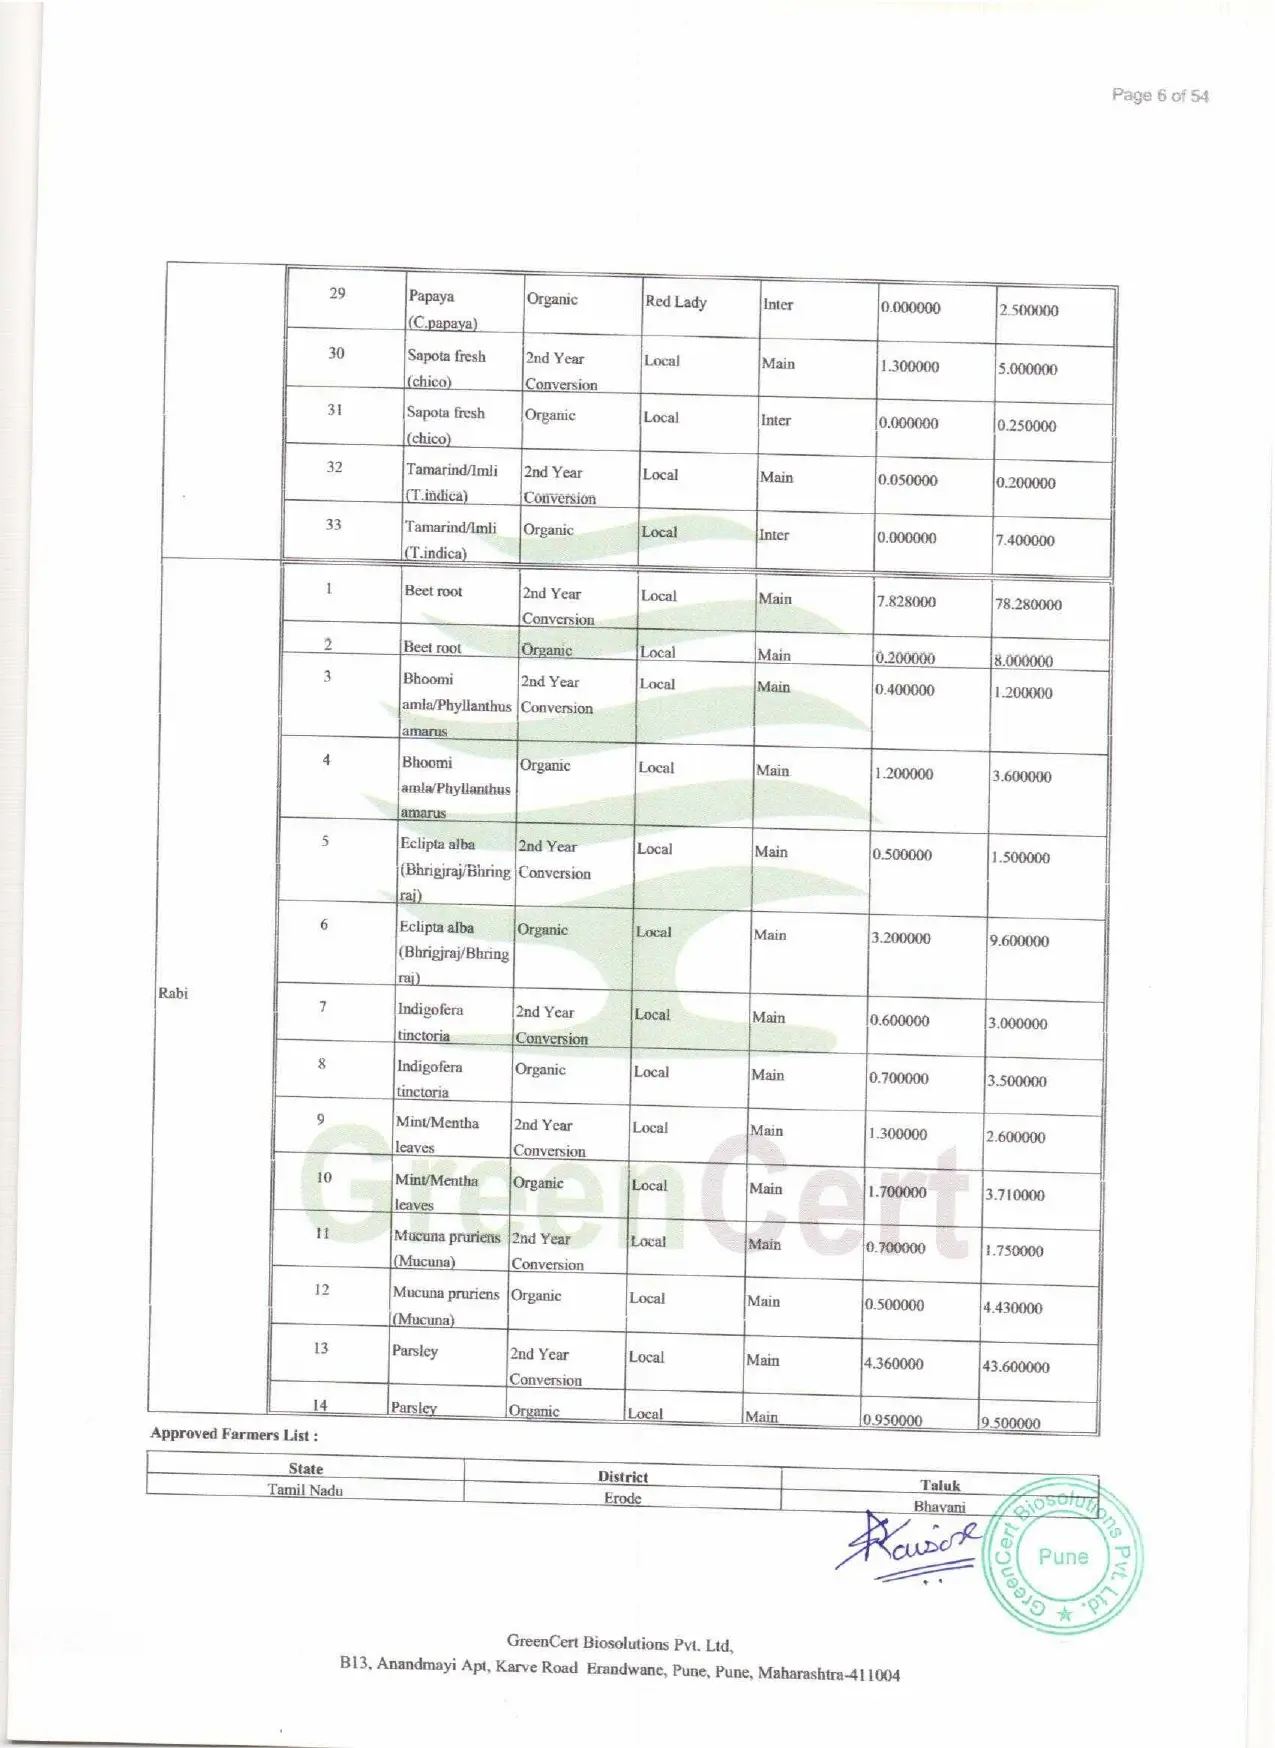 Page 6 of 54
29 Papaya Organic Red Lady Inter 0.000000 2.500000
(C.papaya)
30 Sapota fresh 2nd Year Local Main 1.300000 5.000000
(chico) Conversion
31 Sapota fresh Organic Local Inter 0.000000 0.250000
(chico)
32 Tamarind/Imli 2nd Year Local Main 0.050000 0.200000
(T.indica) Conversion
33 Tamarind/Imli Organic Local Inter 0.000000 7.400000
(T.indica)
Rabi
1 Beet root 2nd Year Local Main 7.828000 78.280000
Conversion
2 Beet root Organic Local Main 0.200000 8.000000
3 Bhoomi 2nd Year Local Main 0.400000 1.200000
amla/Phyllanthus Conversion
amarus
4 Bhoomi Organic Local Main 1.200000 3.600000
amla/Phyllanthus
amarus
5 Eclipta alba 2nd Year Local Main 0.500000 1.500000
(Bhrigjraj/Bhring Conversion
raj)
6 Eclipta alba Organic Local Main 3.200000 9.600000
(Bhrigjraj/Bhring
raj)
7 Indigofera 2nd Year Local Main 0.600000 3.000000
tinctoria Conversion
8 Indigofera Organic Local Main 0.700000 3.500000
tinctoria
9 Mint/Mentha 2nd Year Local Main 1.300000 2.600000
leaves Conversion
10 Mint/Mentha Organic Local Main 1.700000 3.710000
leaves
11 Mucuna pruriens 2nd Year Local Main 0.700000 1.750000
(Mucuna) Conversion
12 Mucuna pruriens Organic Local Main 0.500000 4.430000
(Mucuna)
13 Parsley 2nd Year Local Main 4.360000 43.600000
Conversion
14 Parsley Organic Local Main 0.950000 9.500000
GreenCert
Approved Farmers List :
State District Taluk
Tamil Nadu Erode Bhavani
GreenCert Biosolutions Pvt. Ltd.
Pune
GreenCert Biosolutions Pvt. Ltd,
B13, Anandmayi Apt, Karve Road Erandwane, Pune, Pune, Maharashtra-411004